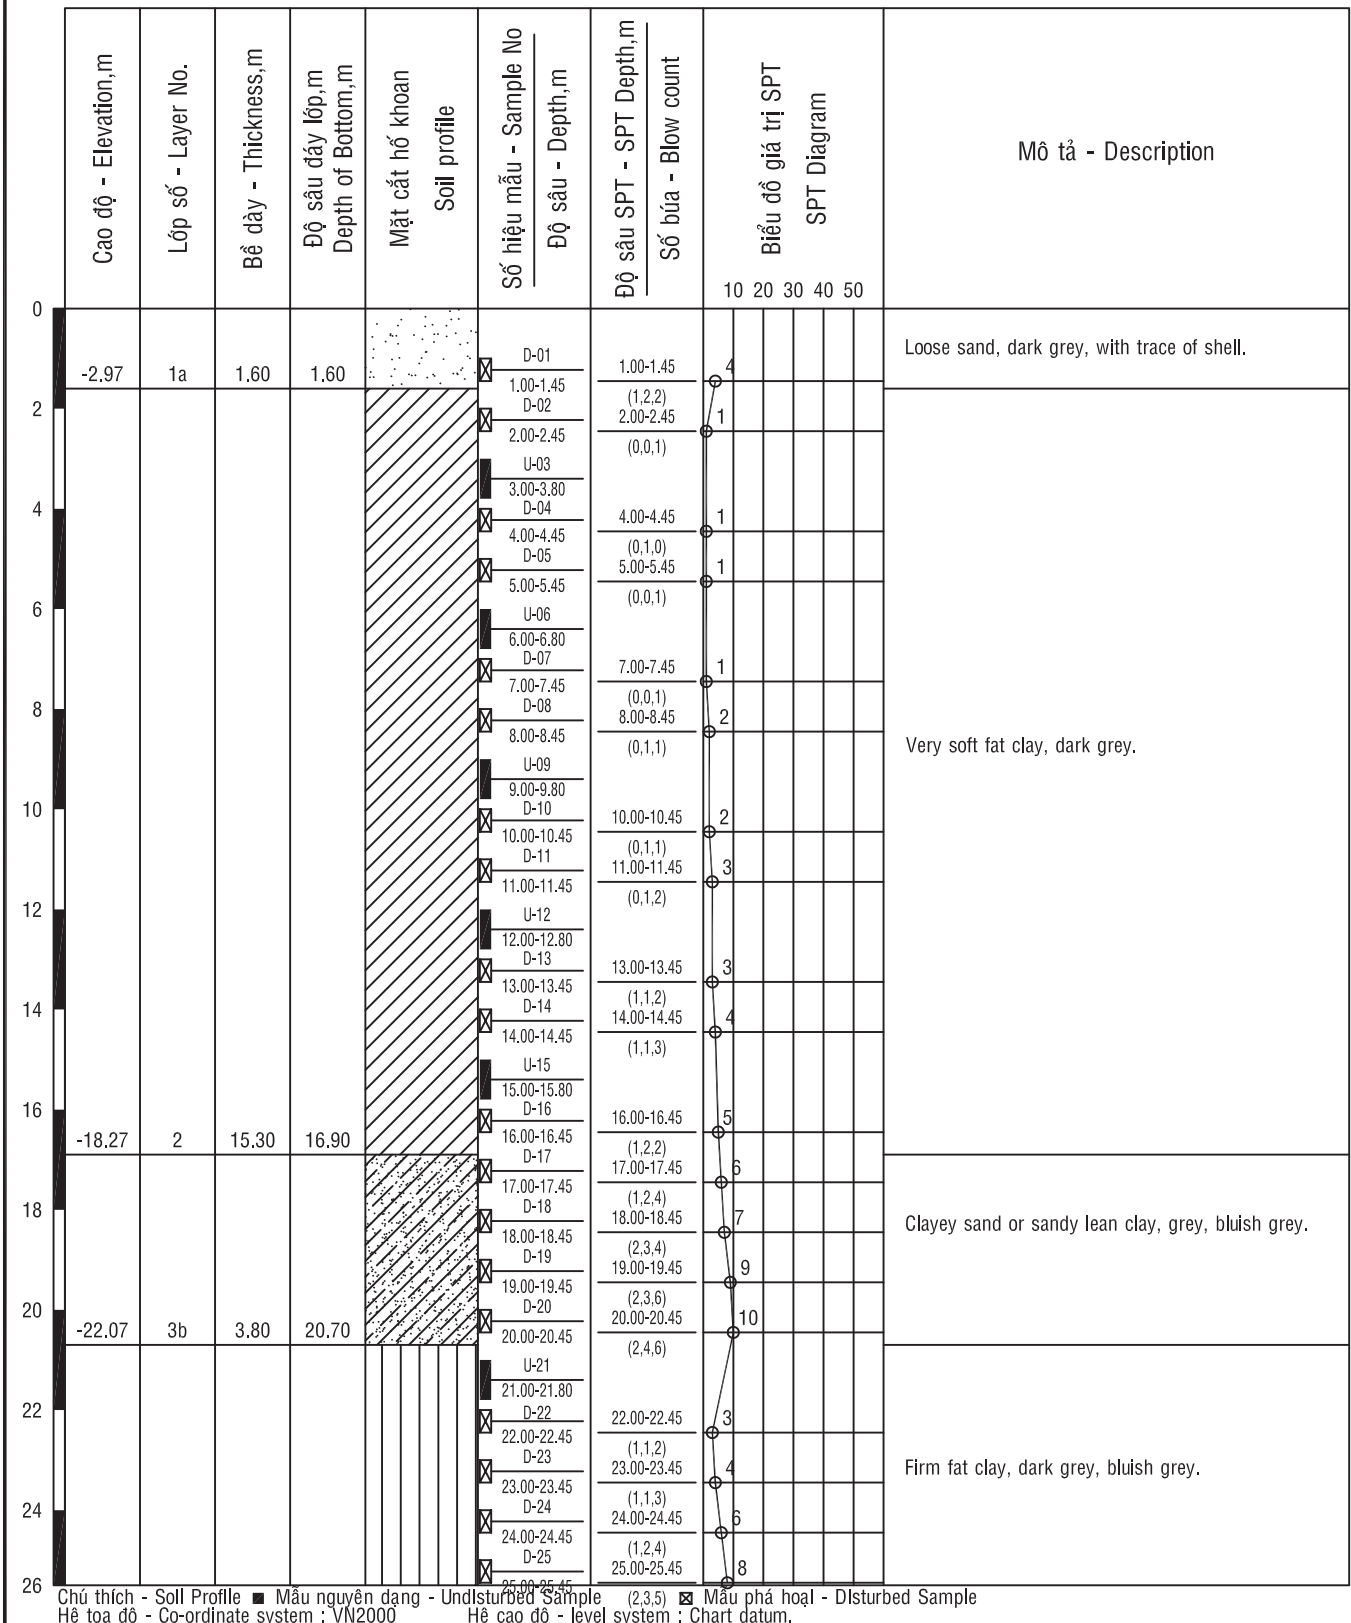 Cao độ - Elevation,m
Lớp số - Layer No.
Bề dày - Thickness,m
Độ sâu đáy lớp,m
Depth of Bottom,m
Mặt cắt hố khoan
Soil profile
Số hiệu mẫu - Sample No
Độ sâu - Depth,m
Độ sâu SPT - SPT Depth,m
Số búa - Blow count
Biểu đồ giá trị SPT
SPT Diagram
10 20 30 40 50
Mô tả - Description
0
Loose sand, dark grey, with trace of shell.
D-01
1.00-1.45
4
-2.97 1a 1.60 1.60
1.00-1.45
(1,2,2)
D-02
2.00-2.45
1
2
2.00-2.45
(0,0,1)
U-03
3.00-3.80
D-04
4.00-4.45
1
4
4.00-4.45
(0,1,0)
D-05
5.00-5.45
1
5.00-5.45
(0,0,1)
6
U-06
6.00-6.80
D-07
7.00-7.45
1
7.00-7.45
(0,0,1)
D-08
8.00-8.45
2
8
8.00-8.45
(0,1,1)
Very soft fat clay, dark grey.
U-09
9.00-9.80
D-10
10.00-10.45
2
10
10.00-10.45
(0,1,1)
D-11
11.00-11.45
3
11.00-11.45
(0,1,2)
12
U-12
12.00-12.80
D-13
13.00-13.45
3
13.00-13.45
(1,1,2)
D-14
14.00-14.45
4
14
14.00-14.45
(1,1,3)
U-15
15.00-15.80
D-16
16.00-16.45
5
16
16.00-16.45
(1,2,2)
-18.27 2 15.30 16.90
D-17
17.00-17.45
6
17.00-17.45
(1,2,4)
D-18
18.00-18.45
7
18
18.00-18.45
(2,3,4)
Clayey sand or sandy lean clay, grey, bluish grey.
D-19
19.00-19.45
9
19.00-19.45
(2,3,6)
D-20
20.00-20.45
10
20
-22.07 3b 3.80 20.70
20.00-20.45
(2,4,6)
U-21
21.00-21.80
22
D-22
22.00-22.45
3
22.00-22.45
(1,1,2)
D-23
23.00-23.45
4
Firm fat clay, dark grey, bluish grey.
23.00-23.45
(1,1,3)
D-24
24.00-24.45
6
24
24.00-24.45
(1,2,4)
D-25
25.00-25.45
8
26
25.00-25.45
(2,3,5)
Chú thích - Soil Profile Mẫu nguyên dạng - Undisturbed Sample Mẫu phá hoại - Disturbed Sample
Hệ tọa độ - Co-ordinate system : VN2000 Hệ cao độ - level system : Chart datum.